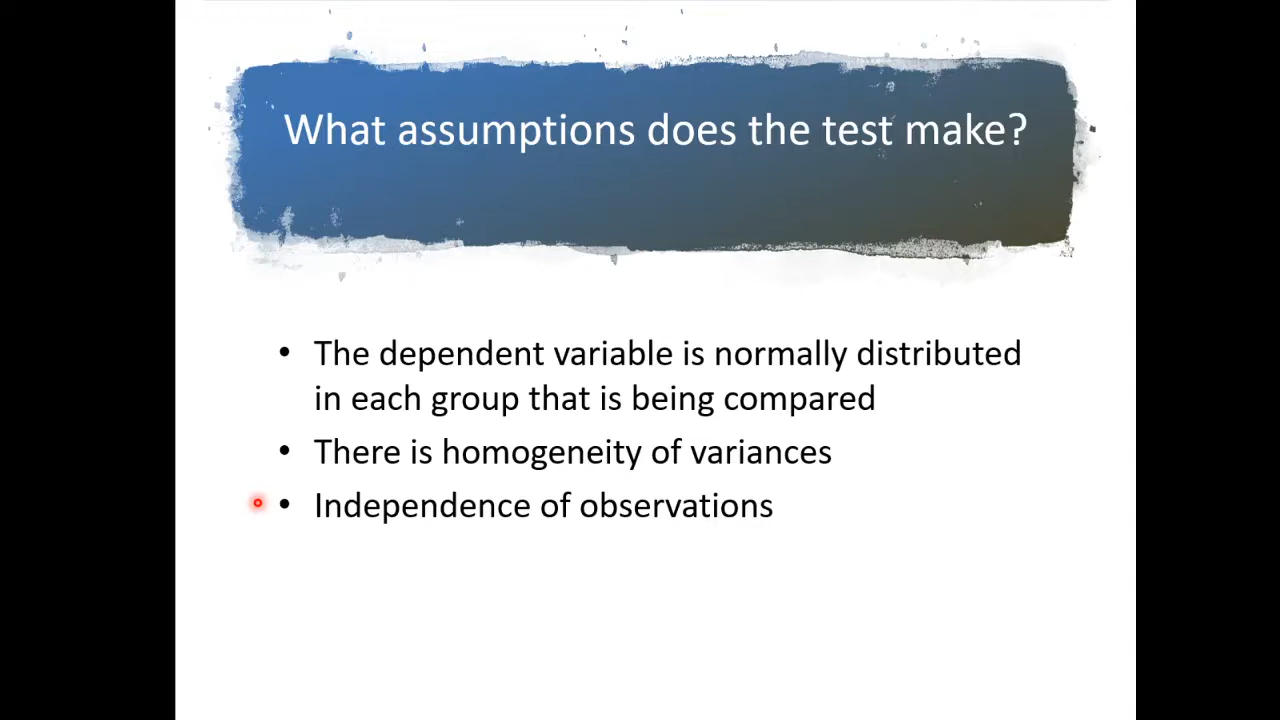 What assumptions does the test make?
• The dependent variable is normally distributed
in each group that is being compared
• There is homogeneity of variances
• Independence of observations